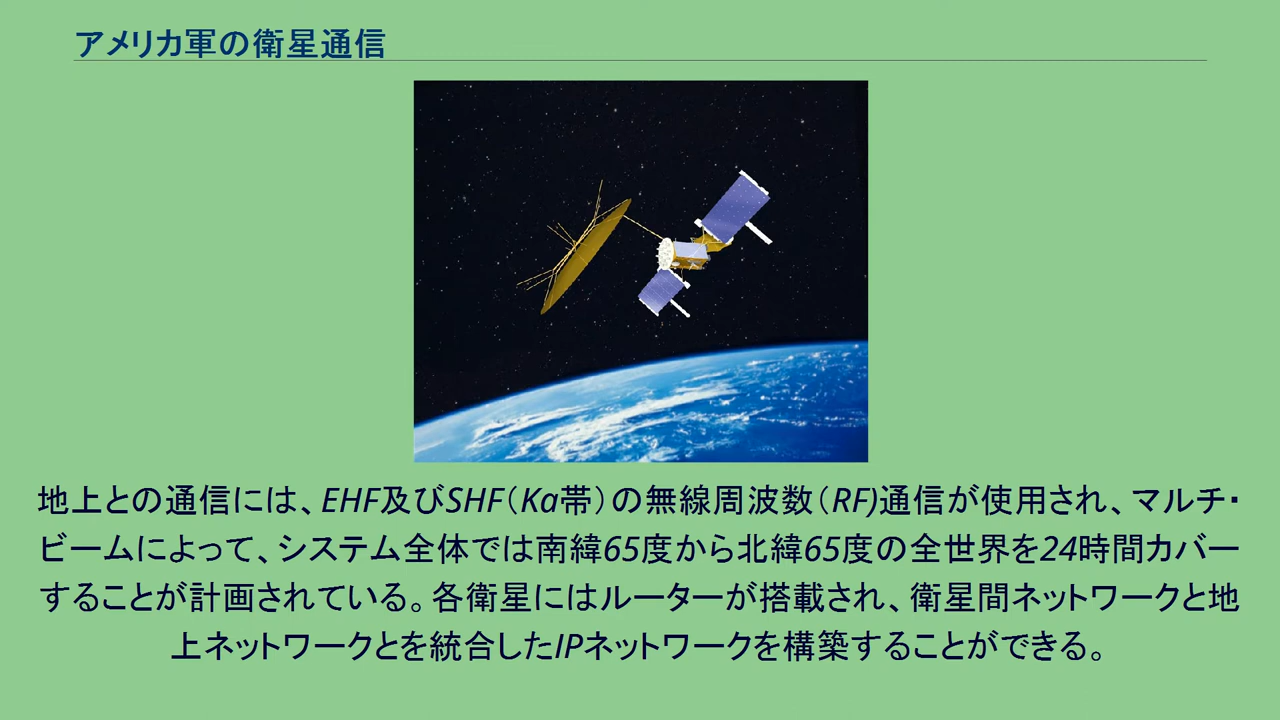 アメリカ軍の衛星通信
地上との通信には、EHF及びSHF（Ka帯）の無線周波数（RF)通信が使用され、マルチ・
ビームによって、システム全体では南緯65度から北緯65度の全世界を24時間カバー
することが計画されている。各衛星にはルーターが搭載され、衛星間ネットワークと地
上ネットワークとを統合したIPネットワークを構築することができる。